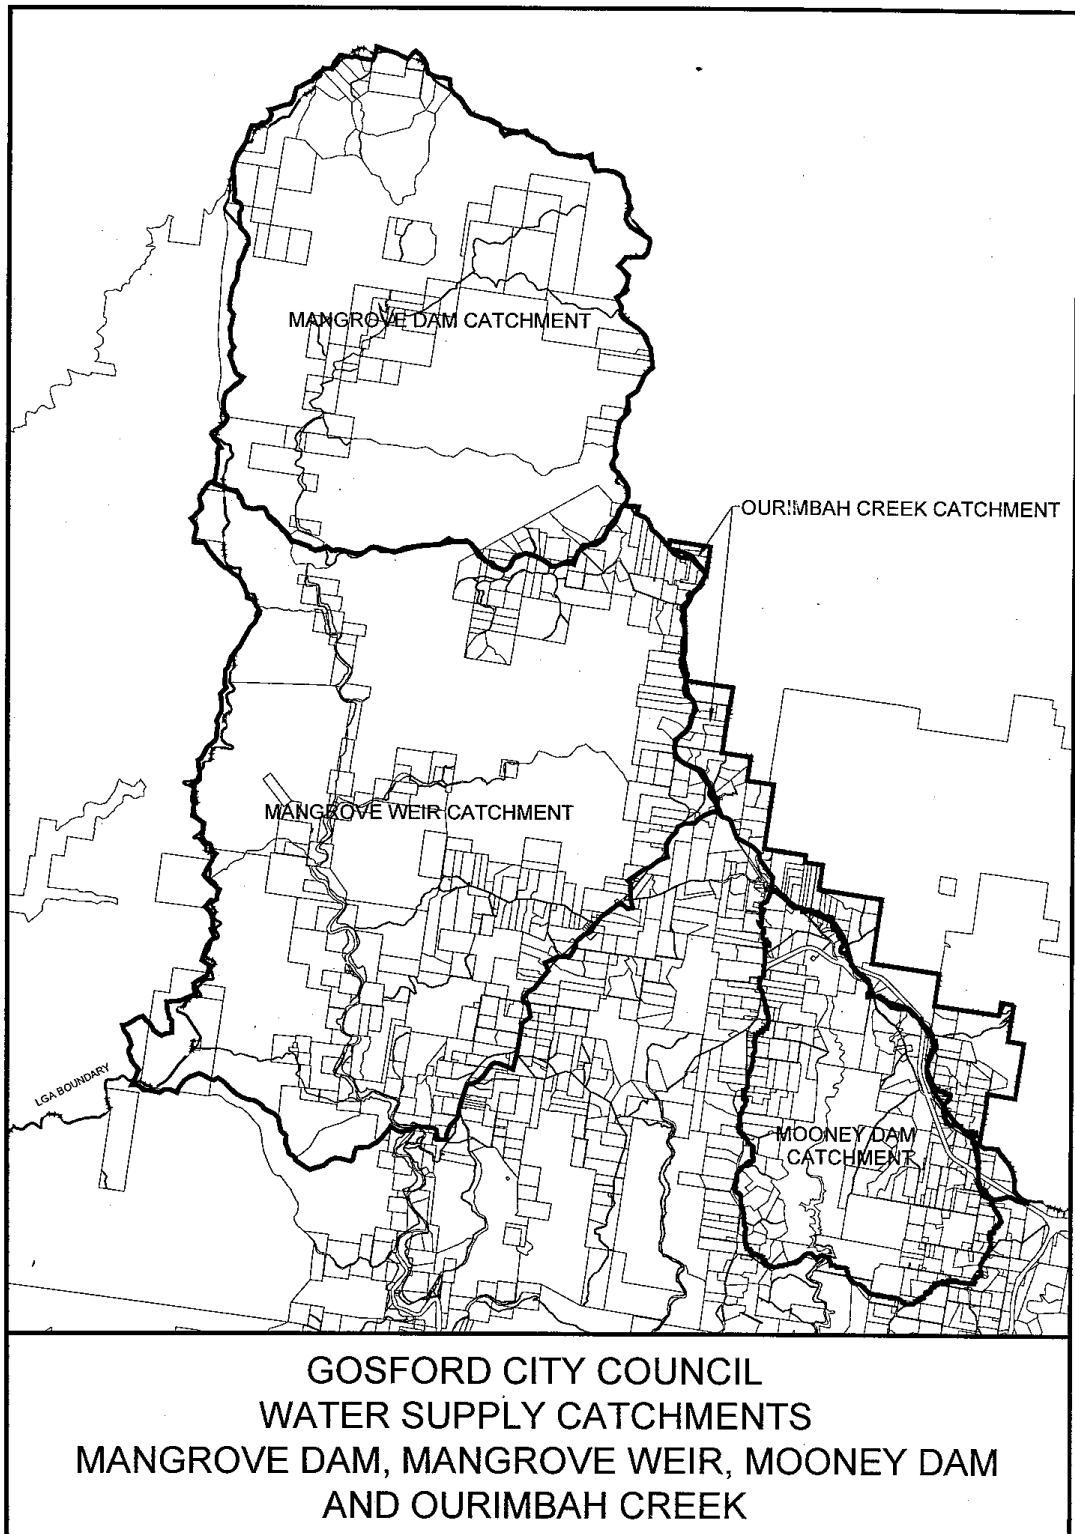 MANGROVE DAM CATCHMENT
OURIMBAH CREEK CATCHMENT
MANGROVE WEIR CATCHMENT
LGA BOUNDARY
MOONEY DAM
CATCHMENT
GOSFORD CITY COUNCIL
WATER SUPPLY CATCHMENTS
MANGROVE DAM, MANGROVE WEIR, MOONEY DAM
AND OURIMBAH CREEK